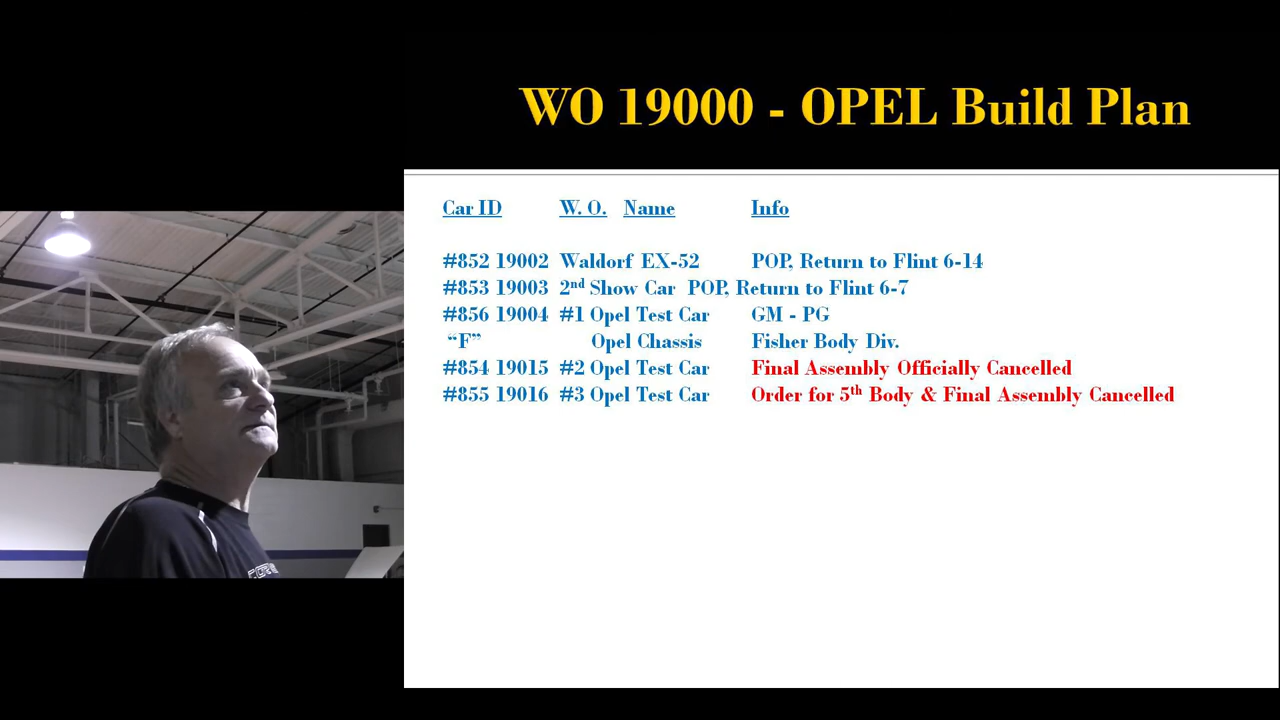 WO 19000 - OPEL Build Plan
Car ID W. O. Name Info
#852 19002 Waldorf EX-52 POP, Return to Flint 6-14
#853 19003 2nd Show Car POP, Return to Flint 6-7
#856 19004 #1 Opel Test Car GM - PG
“F” Opel Chassis Fisher Body Div.
#854 19015 #2 Opel Test Car Final Assembly Officially Cancelled
#855 19016 #3 Opel Test Car Order for 5th Body & Final Assembly Cancelled